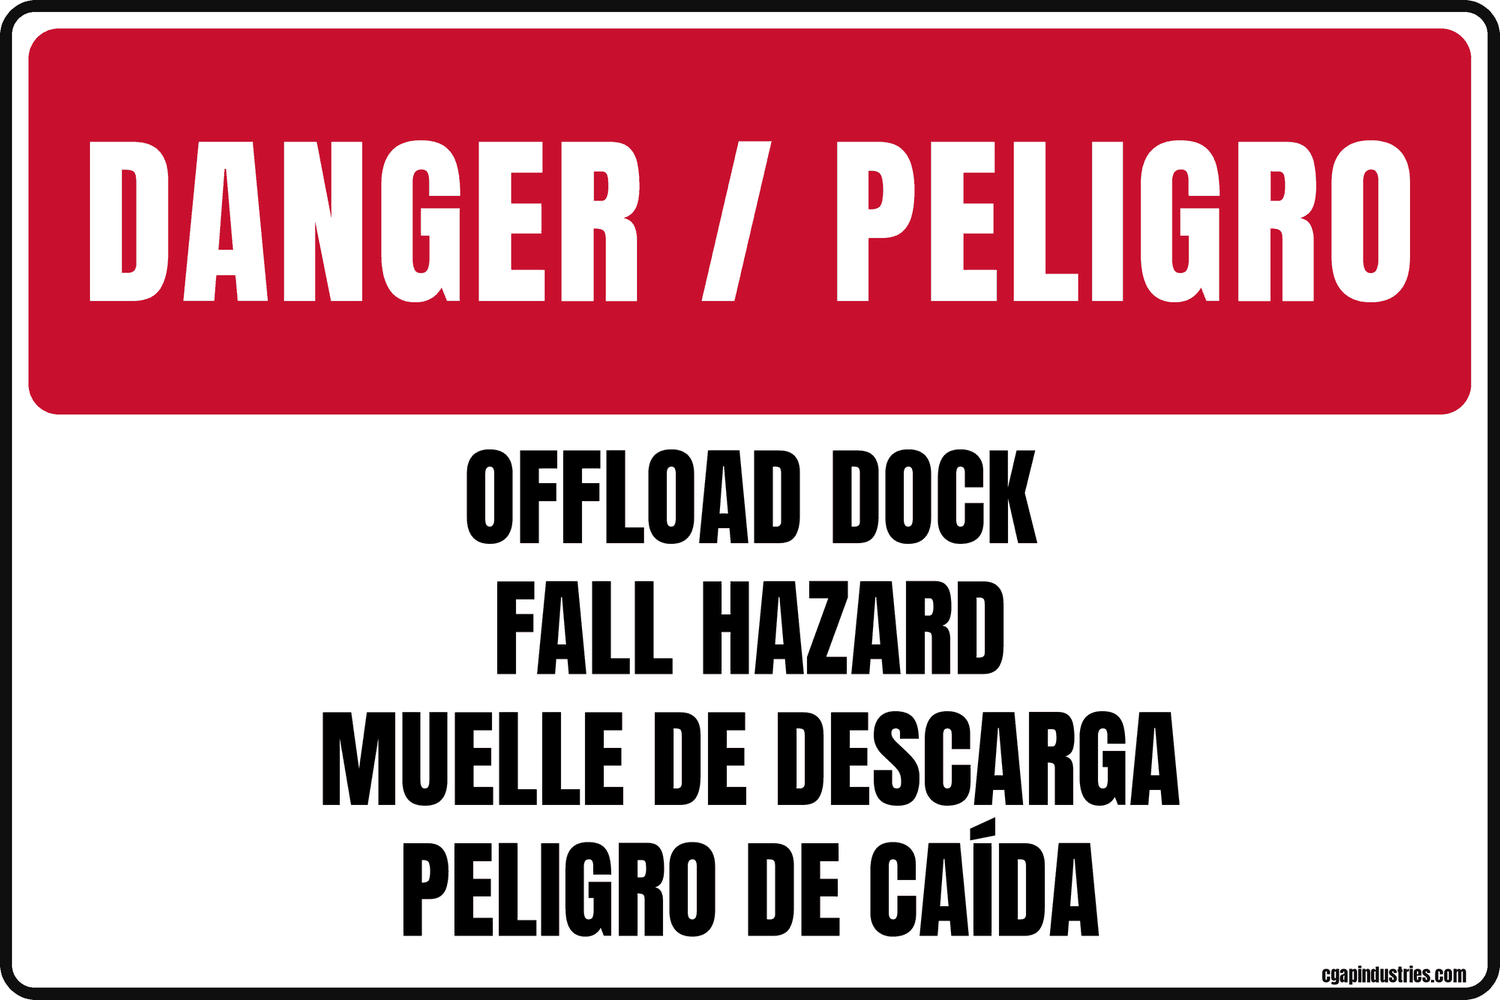 DANGER / PELIGRO
OFFLOAD DOCK
FALL HAZARD
MUELLE DE DESCARGA
PELIGRO DE CAÍDA
cgapindustries.com